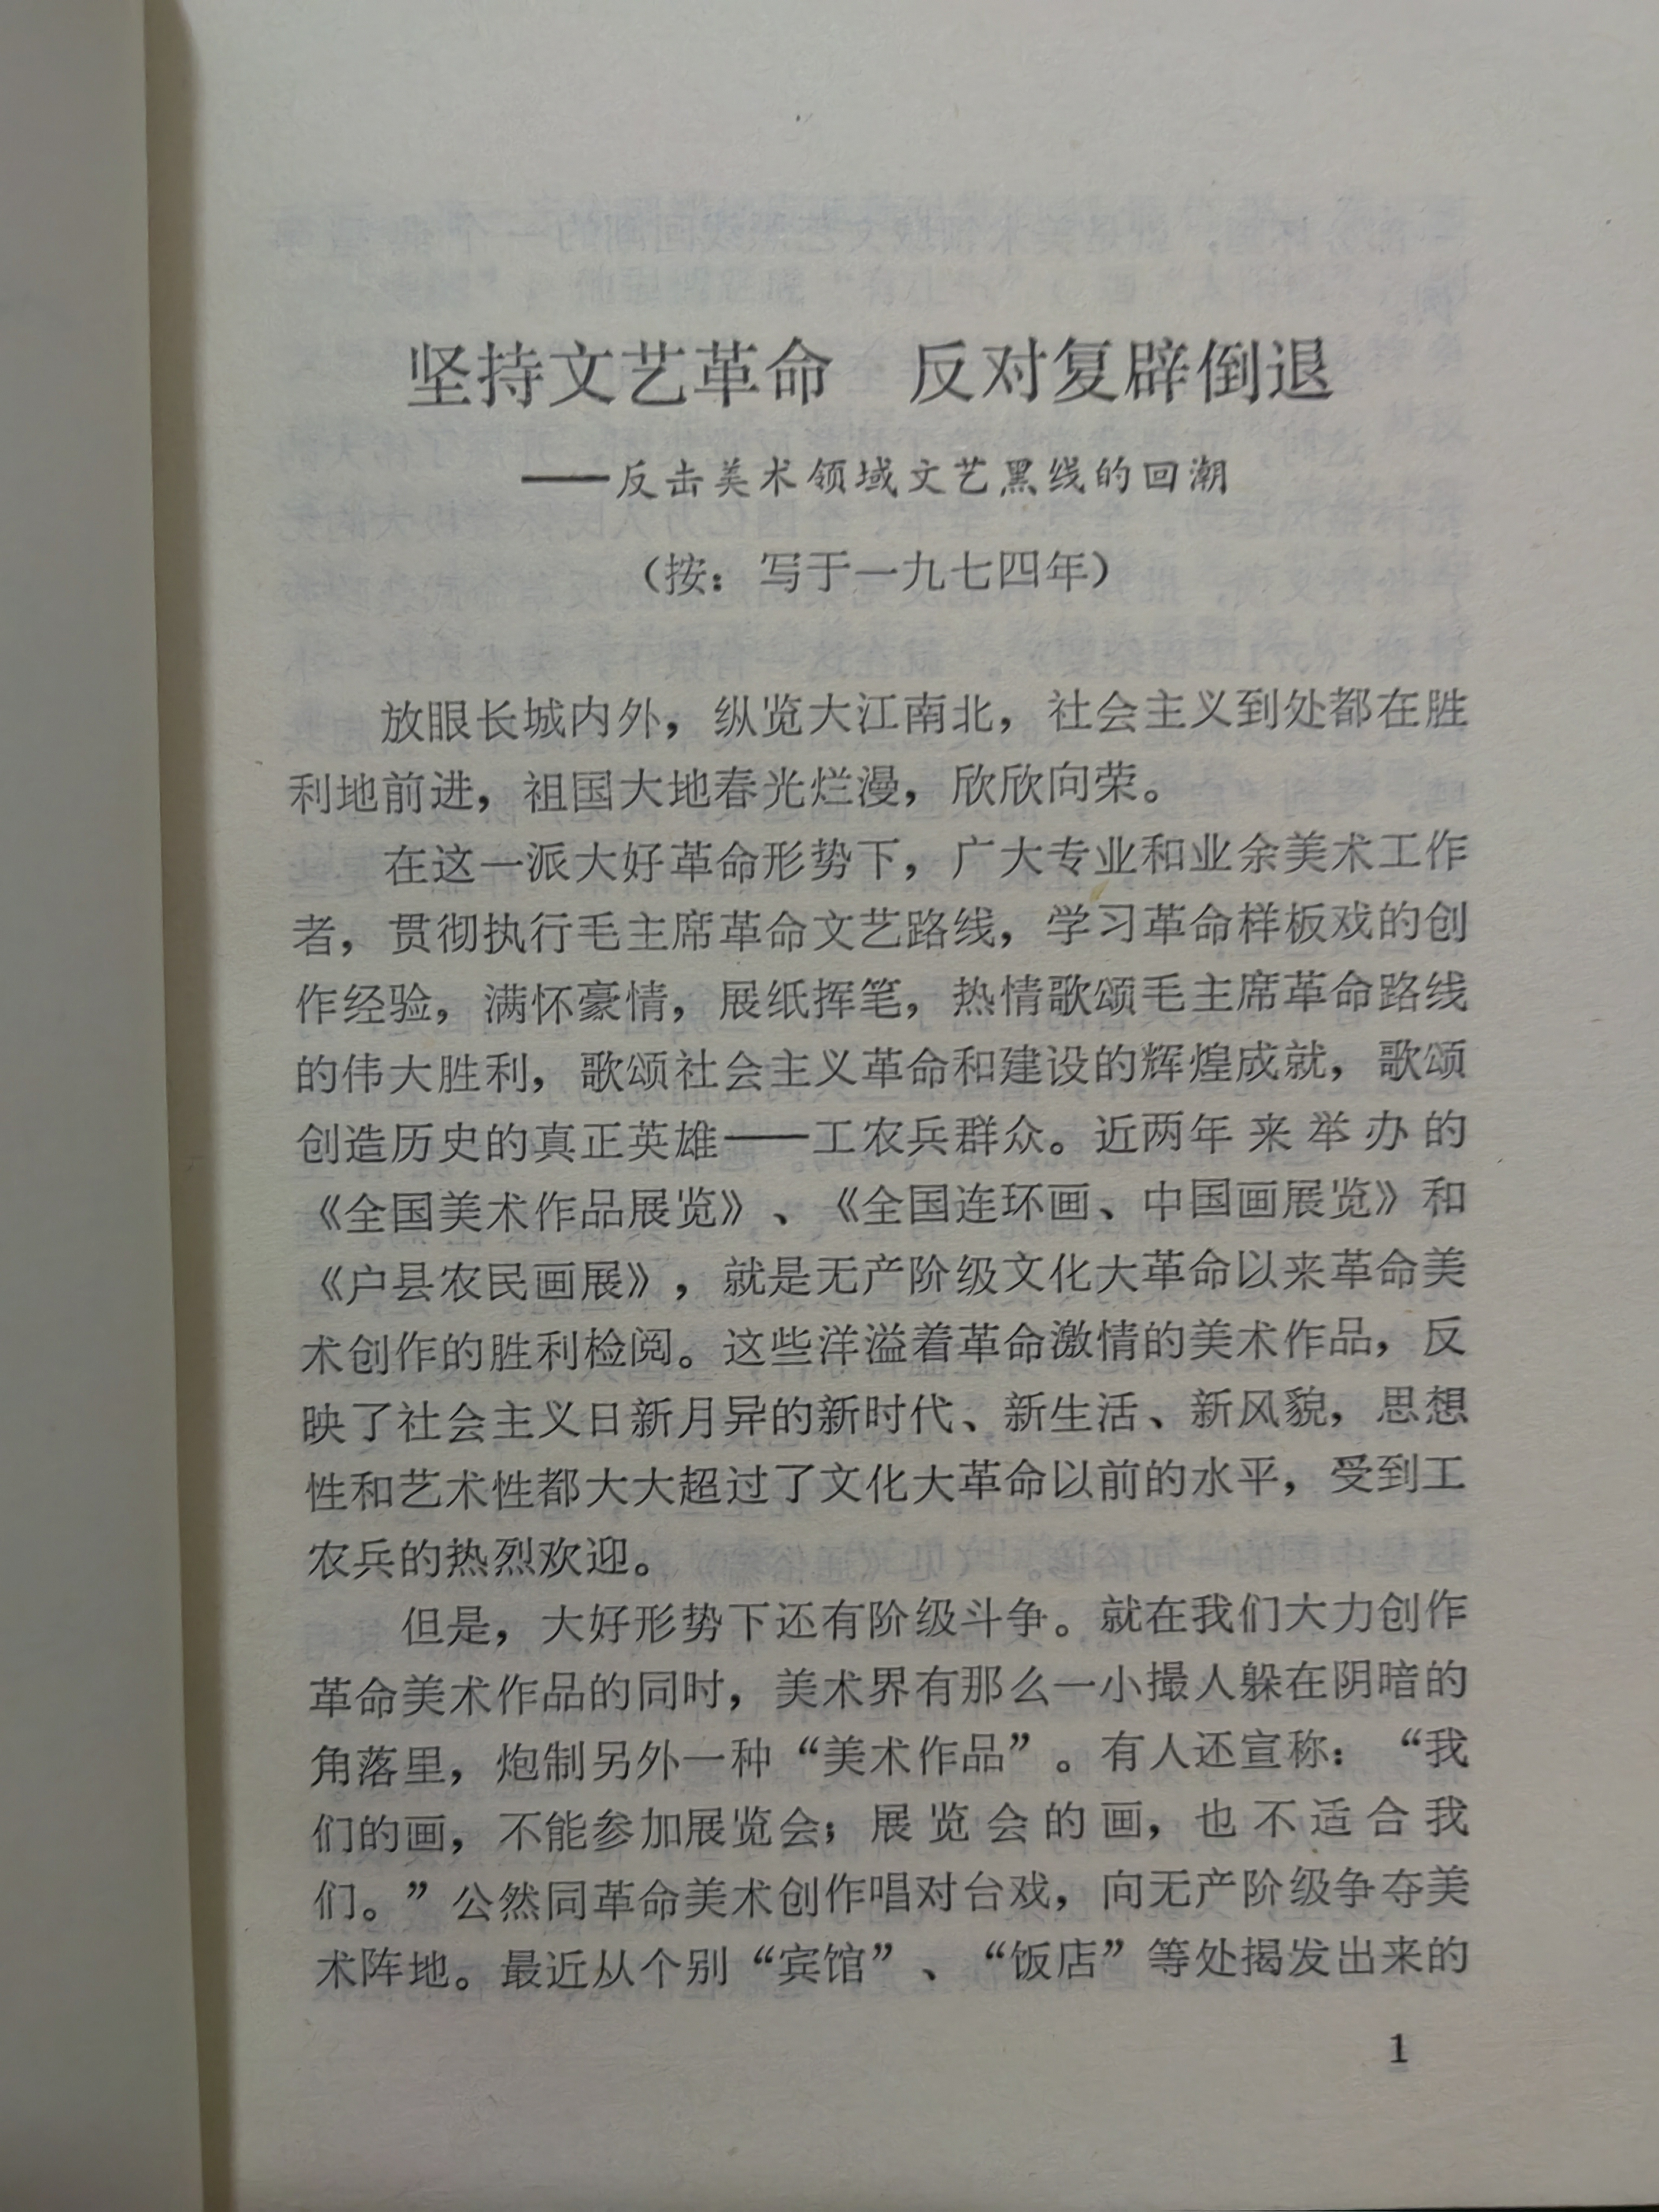 坚持文艺革命　反对复辟倒退
——反击美术领域文艺黑线的回潮
（按：写于一九七四年）
放眼长城内外，纵览大江南北，社会主义到处都在胜
利地前进，祖国大地春光烂漫，欣欣向荣。
在这一派大好革命形势下，广大专业和业余美术工作
者，贯彻执行毛主席革命文艺路线，学习革命样板戏的创
作经验，满怀豪情，展纸挥笔，热情歌颂毛主席革命路线
的伟大胜利，歌颂社会主义革命和建设的辉煌成就，歌颂
创造历史的真正英雄——工农兵群众。近两年来举办的
《全国美术作品展览》、《全国连环画、中国画展览》和
《户县农民画展》，就是无产阶级文化大革命以来革命美
术创作的胜利检阅。这些洋溢着革命激情的美术作品，反
映了社会主义日新月异的新时代、新生活、新风貌，思想
性和艺术性都大大超过了文化大革命以前的水平，受到工
农兵的热烈欢迎。
但是，大好形势下还有阶级斗争。就在我们大力创作
革命美术作品的同时，美术界有那么一小撮人躲在阴暗的
角落里，炮制另外一种“美术作品”。有人还宣称：“我
们的画，不能参加展览会；展览会的画，也不适合我
们。”公然同革命美术创作唱对台戏，向无产阶级争夺美
术阵地。最近从个别“宾馆”、“饭店”等处揭发出来的
1